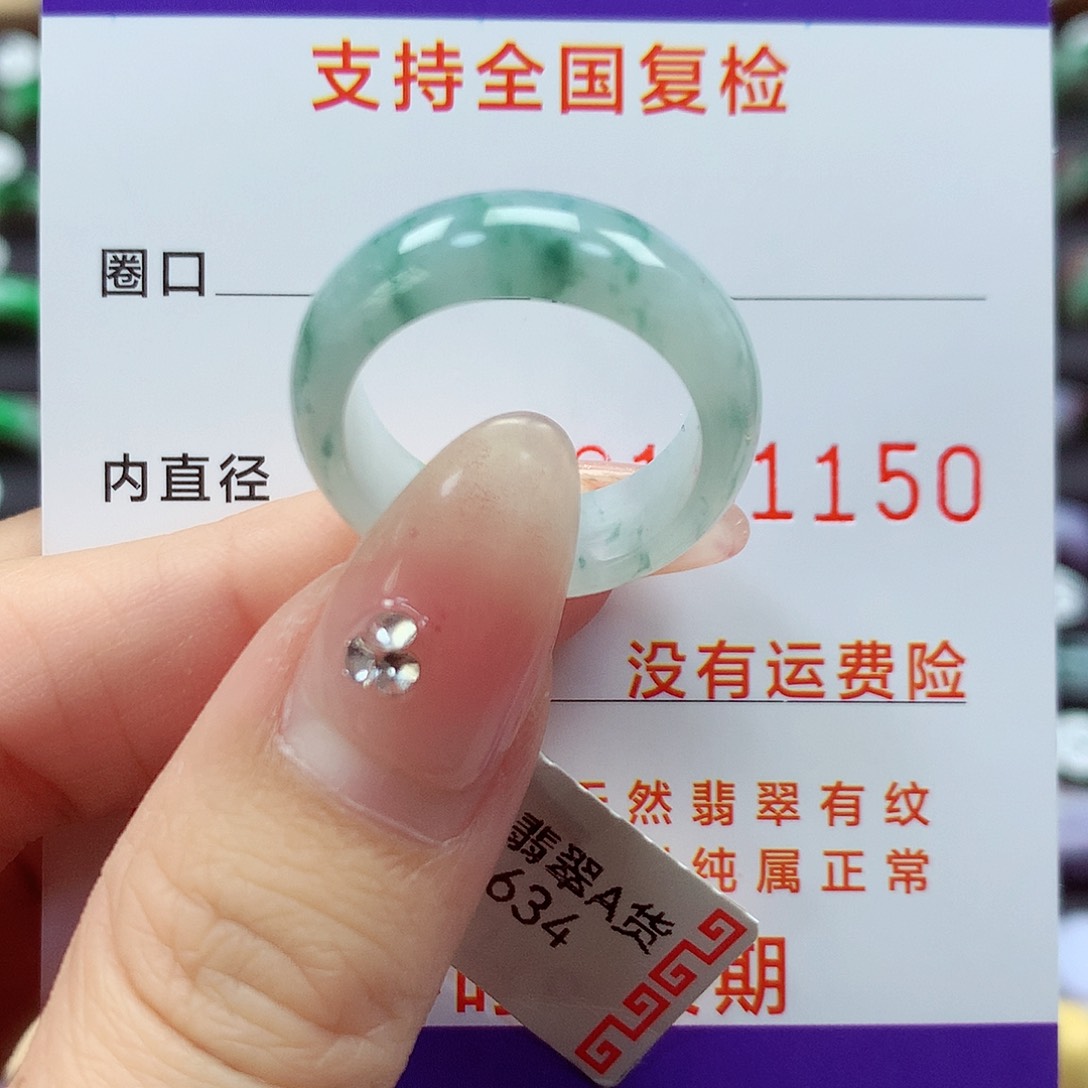 支持全国复检
圈口
内直径
1150
没有运费险
然翡翠有纹
纯属正常
翡翠A货
634
期